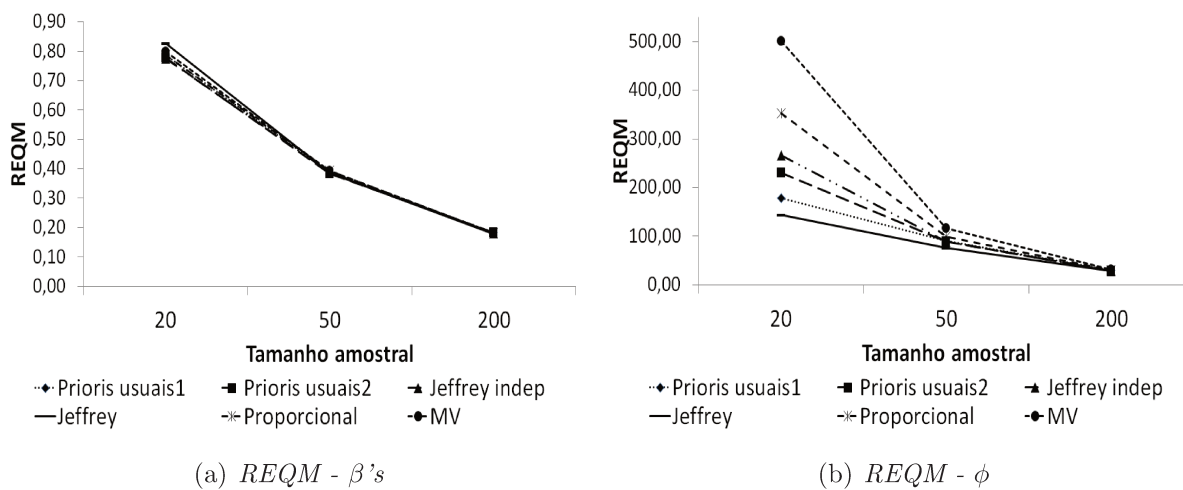 0,90
0,80
0,70
0,60
0,50
0,40
0,30
0,20
0,10
0,00
REQM
20 50 200
Tamanho amostral
Prioris usuais1 Prioris usuais2 Jeffrey indep
Jeffrey Proporcional MV
(a) REQM - β's
500,00
400,00
300,00
200,00
100,00
0,00
REQM
20 50 200
Tamanho amostral
Prioris usuais1 Prioris usuais2 Jeffrey indep
Jeffrey Proporcional MV
(b) REQM - ϕ